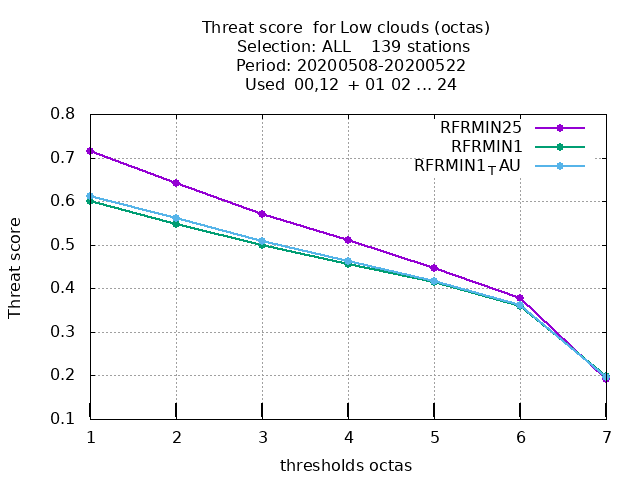 Threat score  for Low clouds (octas)
Selection: ALL    139 stations
Period: 20200508-20200522
Used  00,12  + 01 02 ... 24
RFRMIN25
RFRMIN1
RFRMIN1_TAU
0.8
0.7
0.6
0.5
0.4
0.3
0.2
0.1
Threat score
1 2 3 4 5 6 7
thresholds octas